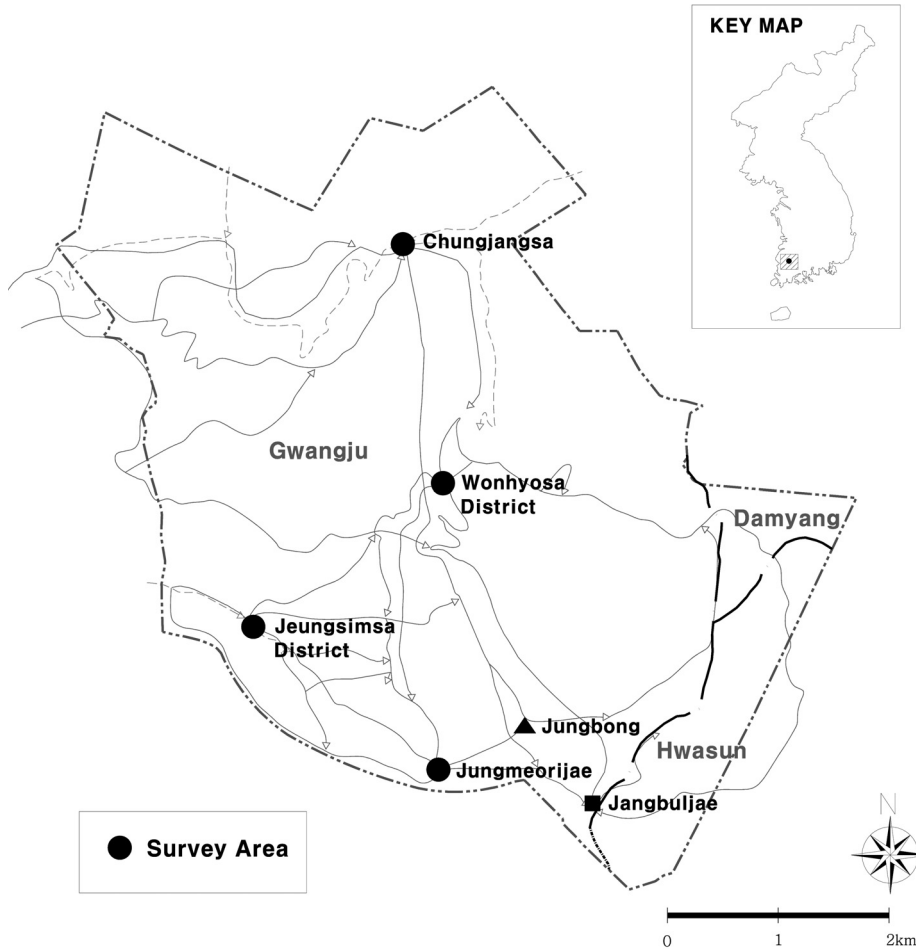 KEY MAP
Chungjangsa
Gwangju
Wonhyosa
District
Damyang
Jeungsimsa
District
Jungbong
Hwasun
Jungmeorijae
Jangbuljae
Survey Area
N
0 1 2km